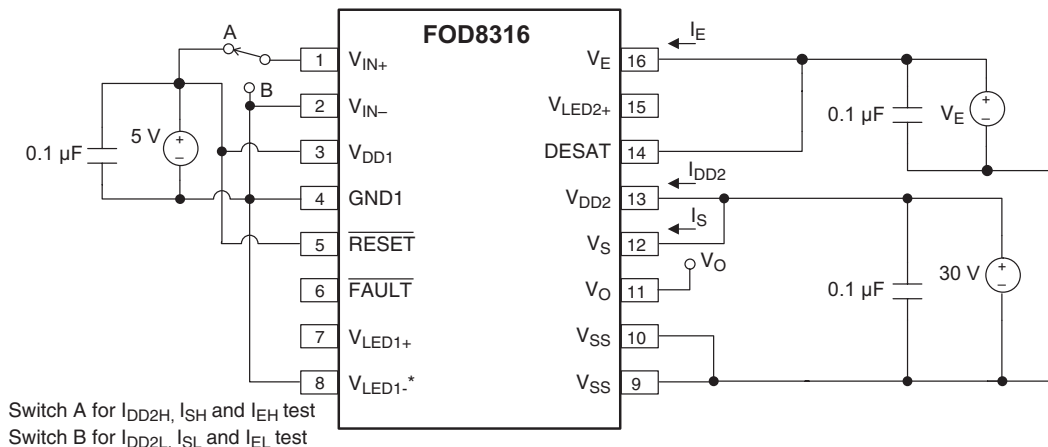 FOD8316
A
B
5 V
+
–
0.1 µF
1 V_IN+
2 V_IN–
3 V_DD1
4 GND1
5 R̅E̅S̅E̅T̅
6 F̅A̅U̅L̅T̅
7 V_LED1+
8 V_LED1-*
V_E 16
V_LED2+ 15
DESAT 14
V_DD2 13
V_S 12
V_O 11
V_SS 10
V_SS 9
I_E
I_DD2
I_S
V_O
0.1 µF
V_E
+
–
0.1 µF
30 V
+
–
Switch A for I_DD2H, I_SH and I_EH test
Switch B for I_DD2L, I_SL and I_EL test